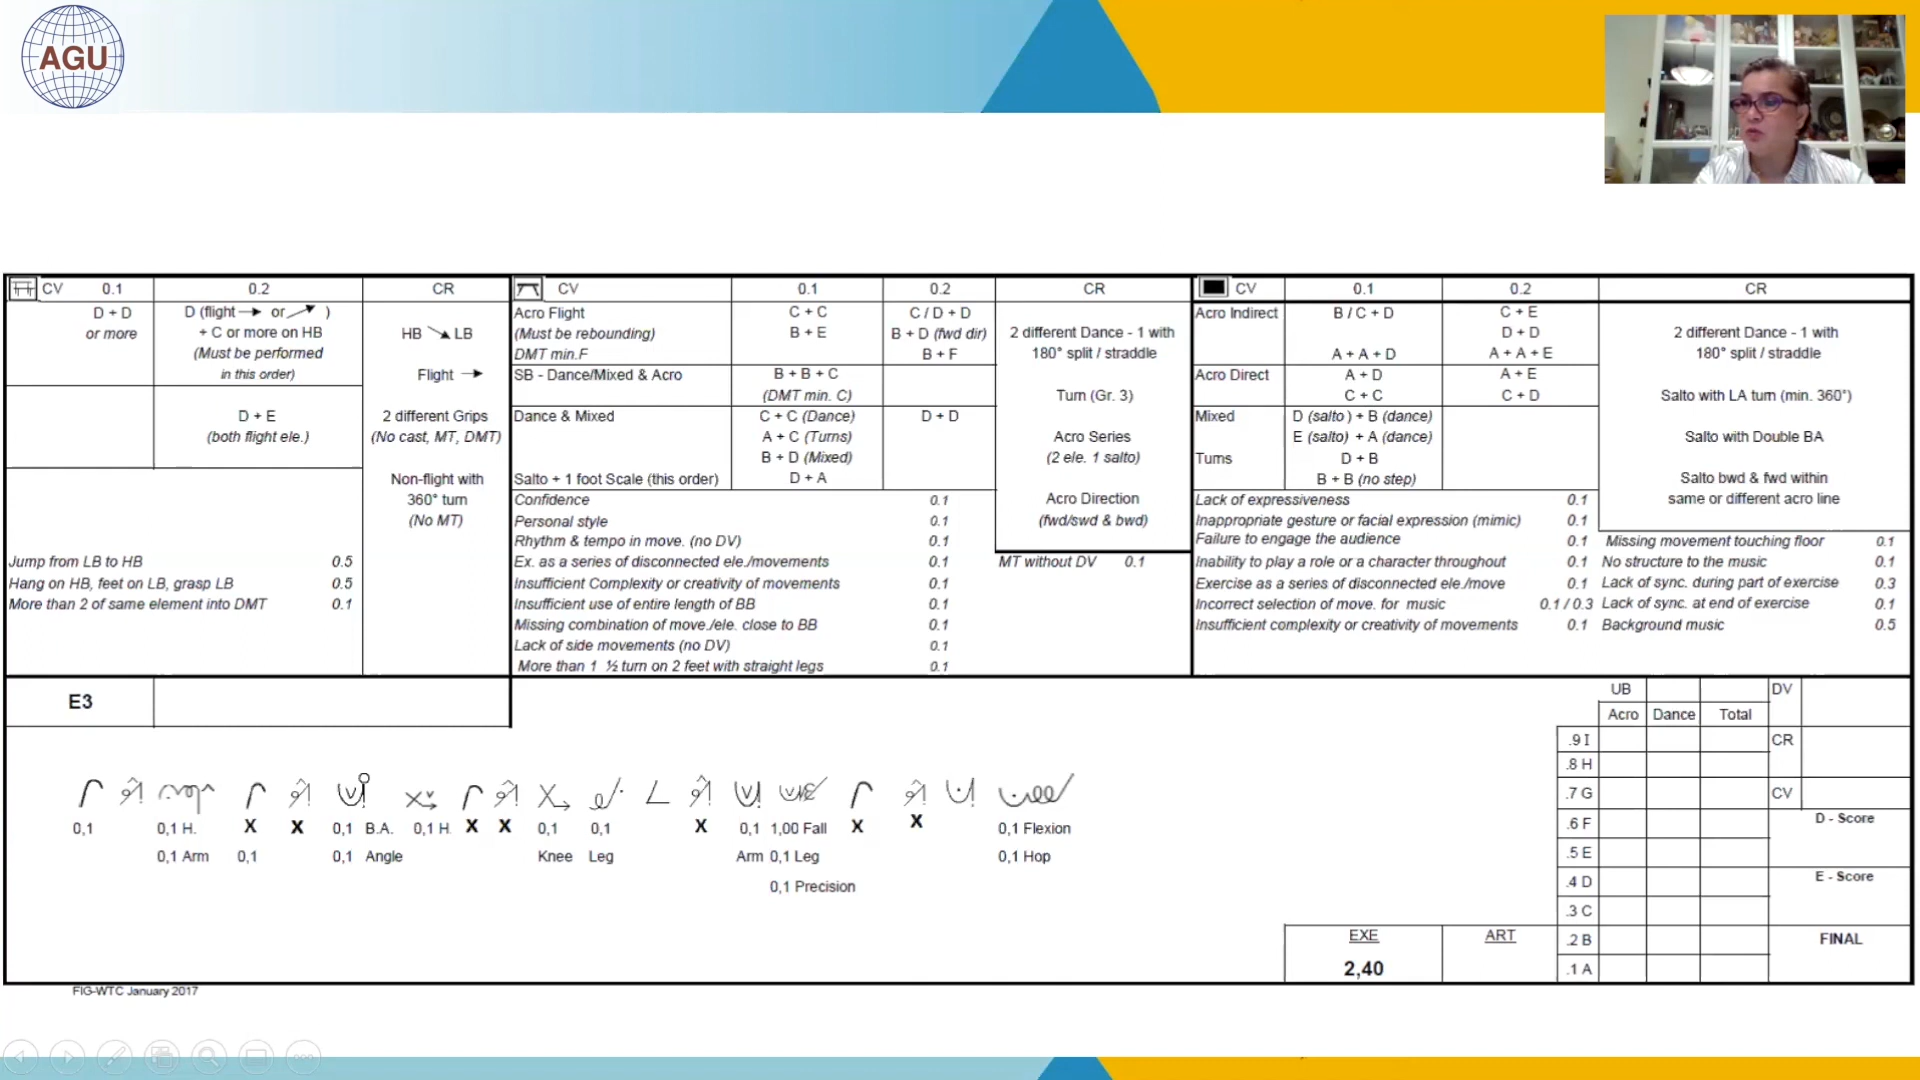 AGU
CV 0.1 0.2 CR
D + D
or more
D (flight or )
+ C or more on HB
(Must be performed
in this order)
D + E
(both flight ele.)
HB LB
Flight
2 different Grips
(No cast, MT, DMT)
Non-flight with
360° turn
(No MT)
Jump from LB to HB 0.5
Hang on HB, feet on LB, grasp LB 0.5
More than 2 of same element into DMT 0.1
CV 0.1 0.2 CR
Acro Flight C + C C / D + D
(Must be rebounding) B + E B + D (fwd dir)
DMT min.F B + F
SB - Dance/Mixed & Acro B + B + C
(DMT min. C)
Dance & Mixed C + C (Dance) D + D
A + C (Turns)
B + D (Mixed)
Salto + 1 foot Scale (this order) D + A
2 different Dance - 1 with
180° split / straddle
Turn (Gr. 3)
Acro Series
(2 ele. 1 salto)
Acro Direction
(fwd/swd & bwd)
Confidence 0.1
Personal style 0.1
Rhythm & tempo in move. (no DV) 0.1
Ex. as a series of disconnected ele./movements 0.1
Insufficient Complexity or creativity of movements 0.1
Insufficient use of entire length of BB 0.1
Missing combination of move./ele. close to BB 0.1
Lack of side movements (no DV) 0.1
More than 1 ½ turn on 2 feet with straight legs 0.1
MT without DV 0.1
CV 0.1 0.2 CR
Acro Indirect B / C + D C + E
D + D
A + A + D A + A + E
Acro Direct A + D A + E
C + C C + D
Mixed D (salto ) + B (dance)
E (salto) + A (dance)
Turns D + B
B + B (no step)
2 different Dance - 1 with
180° split / straddle
Salto with LA turn (min. 360°)
Salto with Double BA
Salto bwd & fwd within
same or different acro line
Lack of expressiveness 0.1
Inappropriate gesture or facial expression (mimic) 0.1
Failure to engage the audience 0.1
Inability to play a role or a character throughout 0.1
Exercise as a series of disconnected ele./move 0.1
Incorrect selection of move. for music 0.1 / 0.3
Insufficient complexity or creativity of movements 0.1
Missing movement touching floor 0.1
No structure to the music 0.1
Lack of sync. during part of exercise 0.3
Lack of sync. at end of exercise 0.1
Background music 0.5
E3
0,1 0,1 H. X X 0,1 B.A. 0,1 H X X 0,1 0,1 X 0,1 1,00 Fall X X 0,1 Flexion
0,1 Arm 0,1 0,1 Angle Knee Leg Arm 0,1 Leg 0,1 Hop
0,1 Precision
UB DV
Acro Dance Total
.9 I CR
.8 H
.7 G CV
.6 F D - Score
.5 E
.4 D E - Score
.3 C
.2 B FINAL
.1 A
EXE ART
2,40
FIG-WTC January 2017